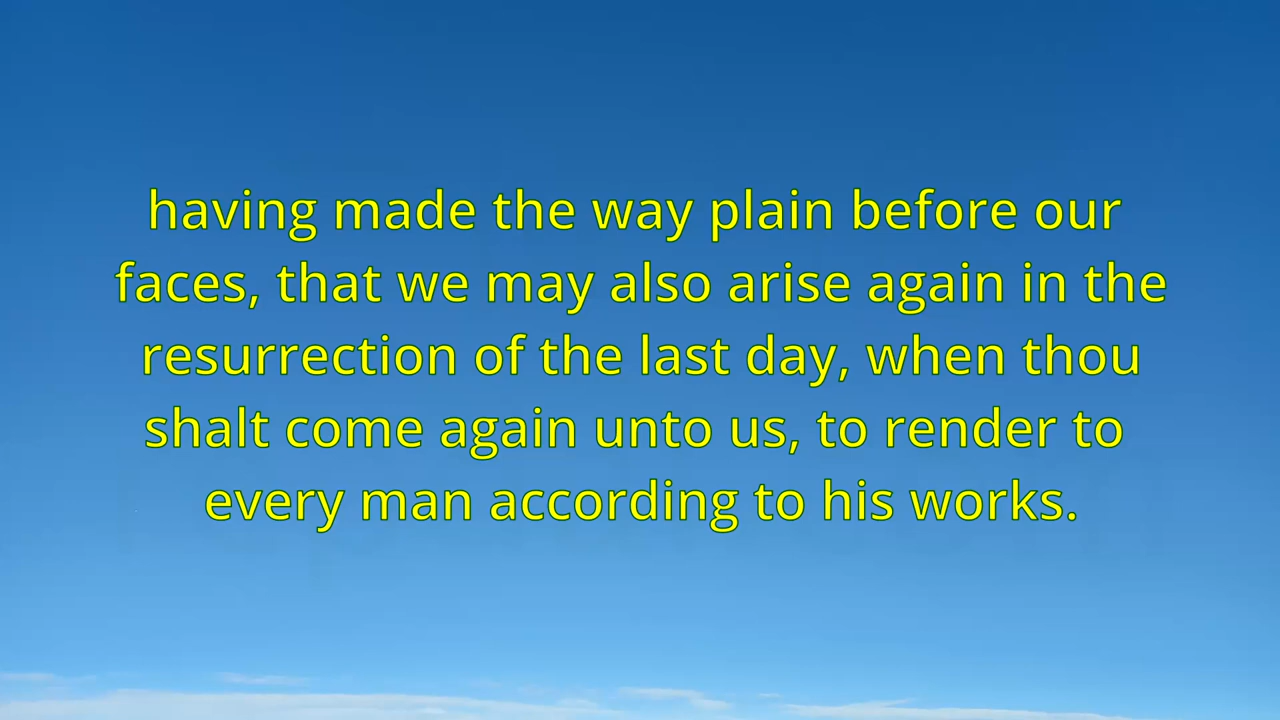 having made the way plain before our
faces, that we may also arise again in the
resurrection of the last day, when thou
shalt come again unto us, to render to
every man according to his works.